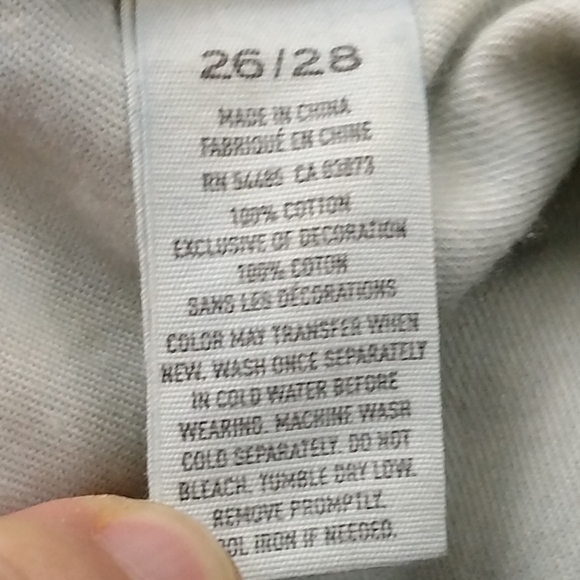 26/28
MADE IN CHINA
FABRIQUÉ EN CHINE
RN 54485 CA 03873
100% COTTON
EXCLUSIVE OF DECORATION
100% COTON
SANS LES DÉCORATIONS
COLOR MAY TRANSFER WHEN
NEW. WASH ONCE SEPARATELY
IN COLD WATER BEFORE
WEARING. MACHINE WASH
COLD SEPARATELY. DO NOT
BLEACH. TUMBLE DRY LOW.
REMOVE PROMPTLY.
OL IRON IF NEEDED.